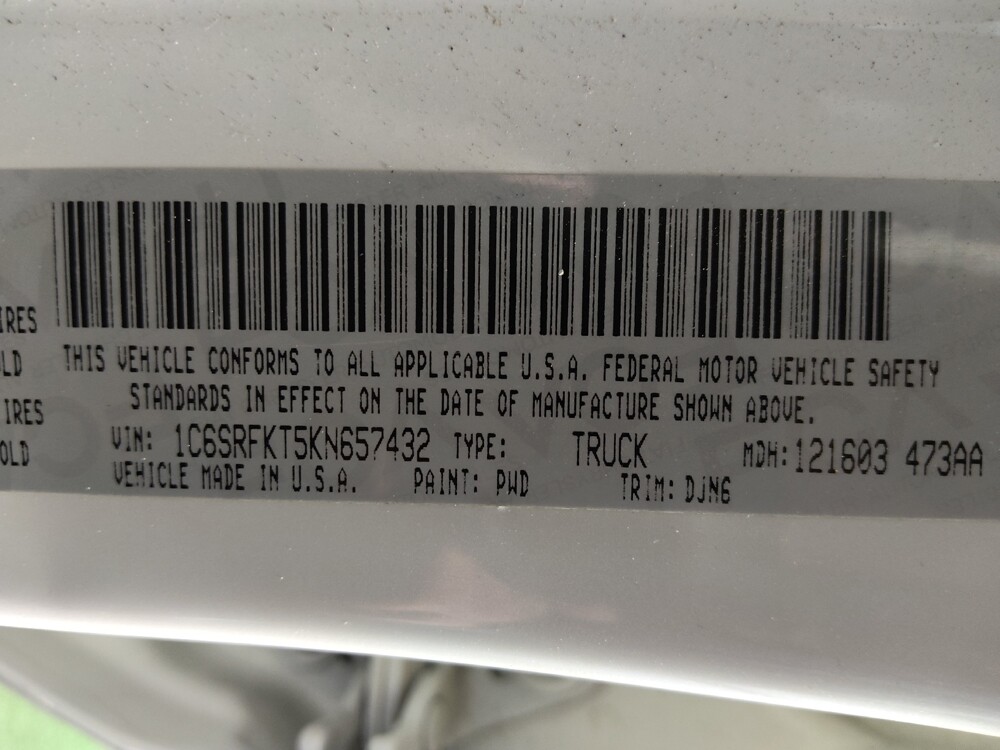 IRES
LD
IRES
OLD
THIS VEHICLE CONFORMS TO ALL APPLICABLE U.S.A. FEDERAL MOTOR VEHICLE SAFETY
STANDARDS IN EFFECT ON THE DATE OF MANUFACTURE SHOWN ABOVE.
VIN: 1C6SRFKT5KN657432 TYPE: TRUCK MDH:121603 473AA
VEHICLE MADE IN U.S.A. PAINT: PWD TRIM: DJN6